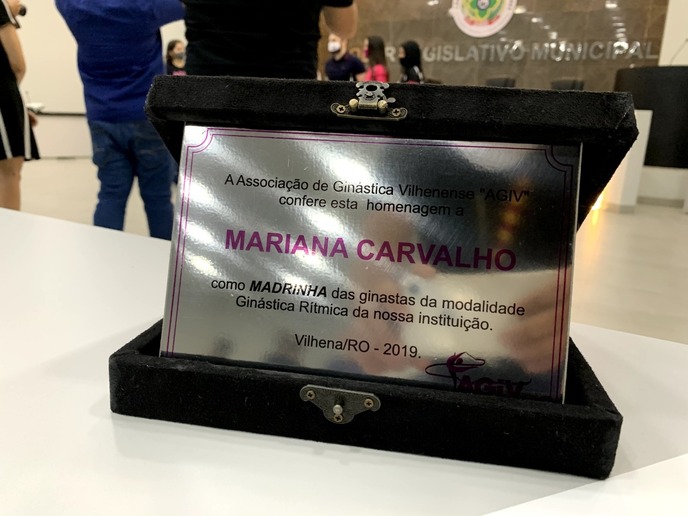 LEGISLATIVO MUNICIPAL
A Associação de Ginástica Vilhenense "AGIV"
confere esta homenagem a
MARIANA CARVALHO
como MADRINHA das ginastas da modalidade
Ginástica Rítmica da nossa instituição.
Vilhena/RO - 2019.
AGIV